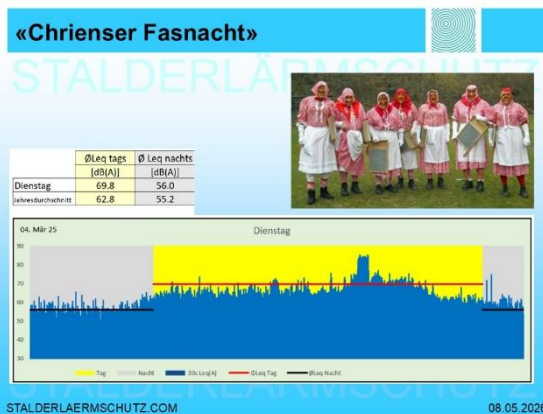 «Chrienser Fasnacht»
STALDERLÄRMSCHUTZ
ØLeq tags Ø Leq nachts
[dB(A)] [dB(A)]
Dienstag 69.8 56.0
Jahresdurchschnitt 62.8 55.2
04. Mär 25 Dienstag
90
80
70
60
50
40
30
Tag Nacht 30s Leq(A) ØLeq Tag ØLeq Nacht
STALDERLÄRMSCHUTZ
STALDERLAERMSCHUTZ.COM 08.05.2026